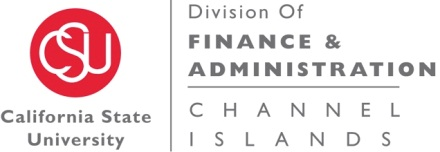 CSU
California State
University
Division Of
FINANCE &
ADMINISTRATION
CHANNEL
ISLANDS